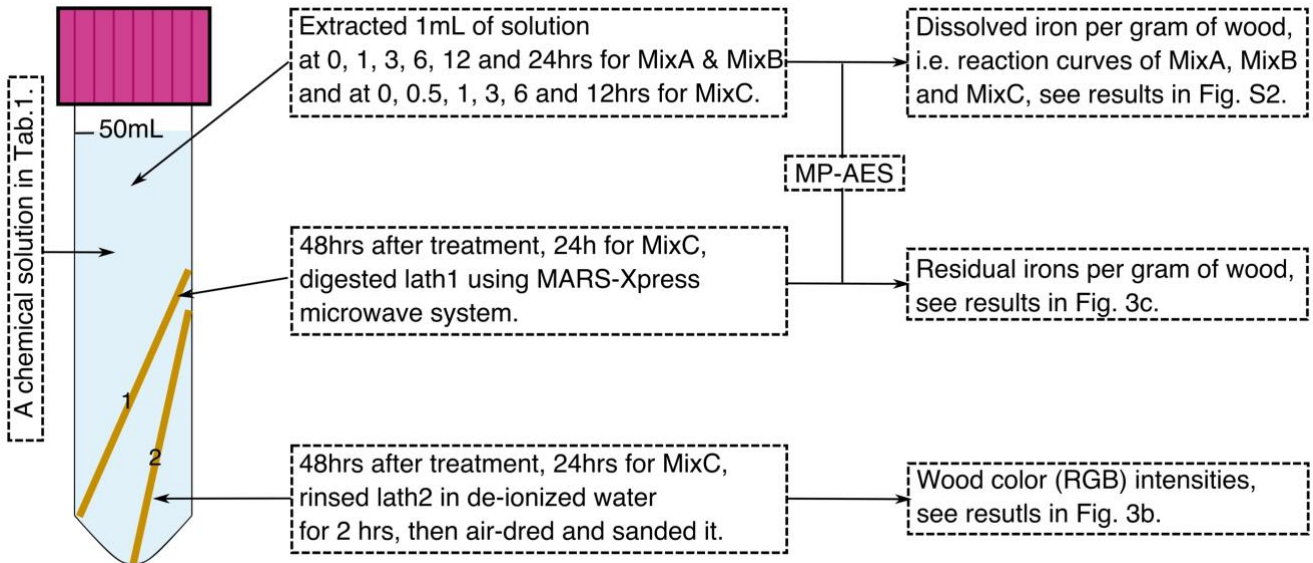 A chemical solution in Tab.1.
50mL
1
2
Extracted 1mL of solution
at 0, 1, 3, 6, 12 and 24hrs for MixA & MixB
and at 0, 0.5, 1, 3, 6 and 12hrs for MixC.
Dissolved iron per gram of wood,
i.e. reaction curves of MixA, MixB
and MixC, see results in Fig. S2.
MP-AES
48hrs after treatment, 24h for MixC,
digested lath1 using MARS-Xpress
microwave system.
Residual irons per gram of wood,
see results in Fig. 3c.
48hrs after treatment, 24hrs for MixC,
rinsed lath2 in de-ionized water
for 2 hrs, then air-dred and sanded it.
Wood color (RGB) intensities,
see resutls in Fig. 3b.